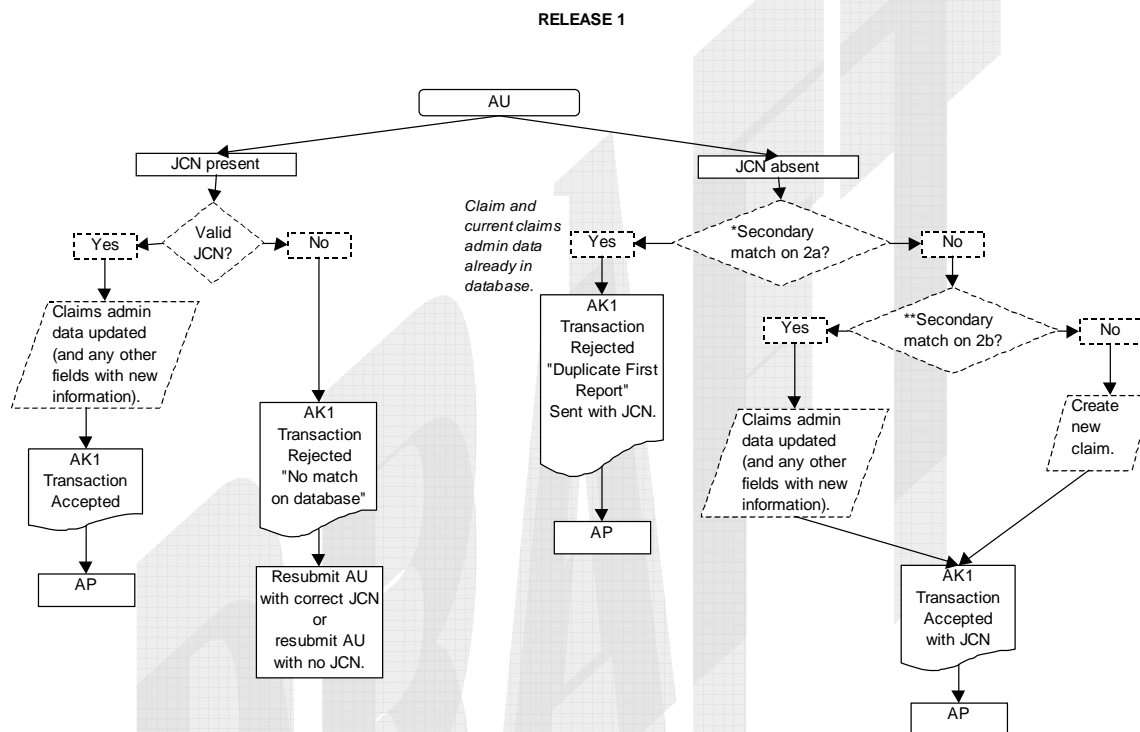 RELEASE 1
AU
JCN present
JCN absent
Valid
JCN?
Yes
No
Claims admin
data updated
(and any other
fields with new
information).
AK1
Transaction
Accepted
AP
AK1
Transaction
Rejected
"No match
on database"
Resubmit AU
with correct JCN
or
resubmit AU
with no JCN.
Claim and
current claims
admin data
already in
database.
*Secondary
match on 2a?
Yes
No
AK1
Transaction
Rejected
"Duplicate First
Report"
Sent with JCN.
AP
**Secondary
match on 2b?
Yes
No
Claims admin
data updated
(and any other
fields with new
information).
Create
new
claim.
AK1
Transaction
Accepted
with JCN
AP
DRAFT